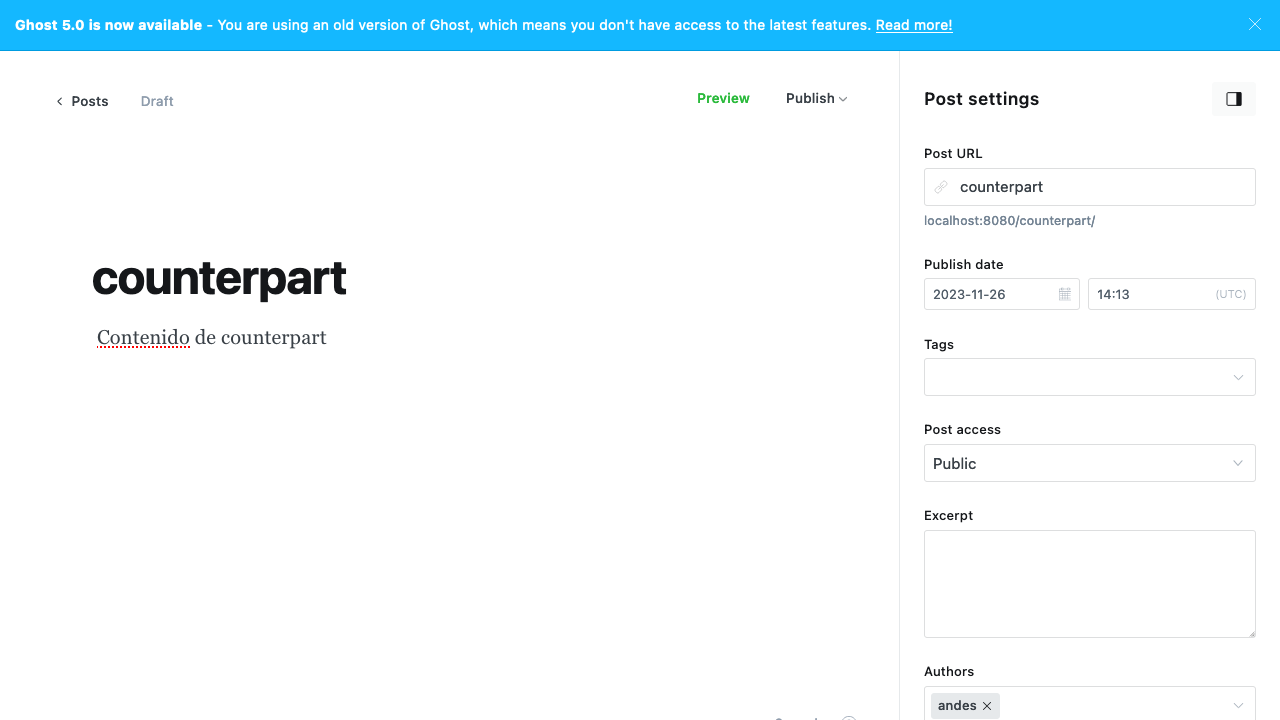 Ghost 5.0 is now available - You are using an old version of Ghost, which means you don't have access to the latest features. Read more!
Posts
Draft
Preview
Publish
counterpart
Contenido de counterpart
Post settings
Post URL
counterpart
localhost:8080/counterpart/
Publish date
2023-11-26
14:13
(UTC)
Tags
Post access
Public
Excerpt
Authors
andes